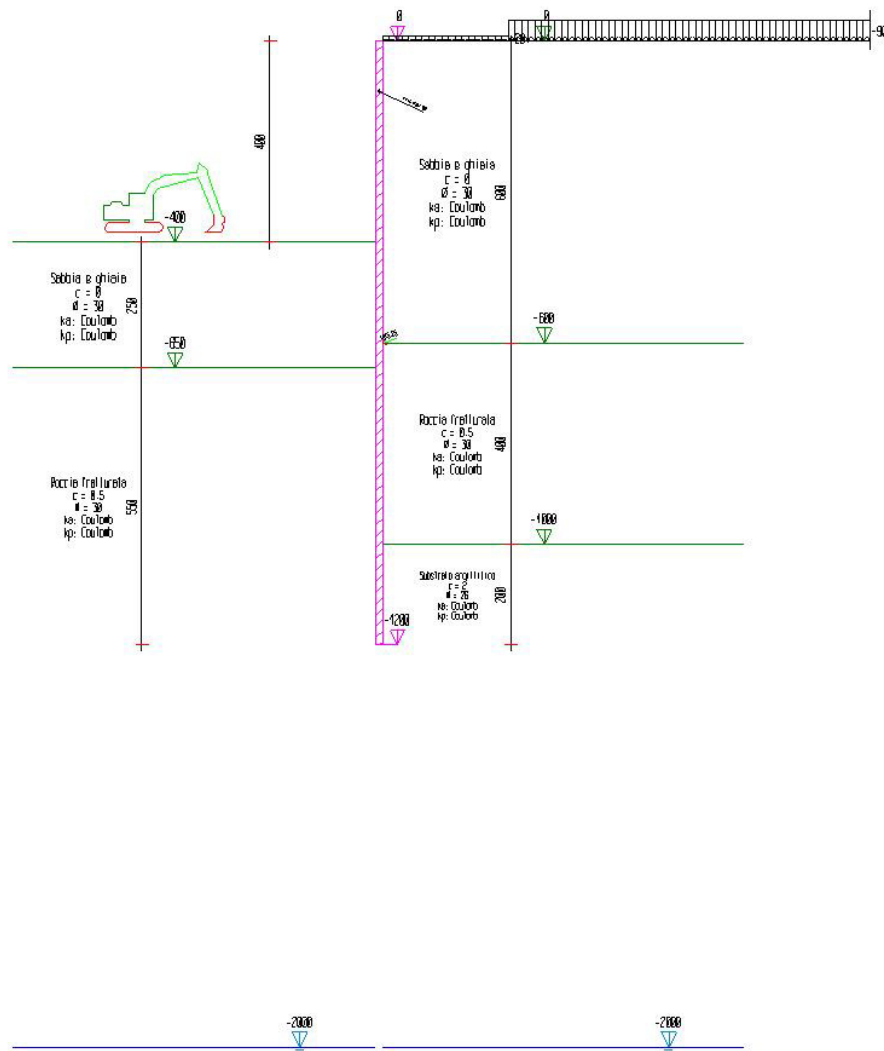 0
0
-20
-90
400
Sabbia e ghiaia
c = 0
Ø = 30
ka: Coulomb
kp: Coulomb
600
-400
Sabbia e ghiaia
c = 0
Ø = 30
ka: Coulomb
kp: Coulomb
250
-600
-650
Roccia fratturata
c = 0.5
Ø = 30
ka: Coulomb
kp: Coulomb
400
Roccia fratturata
c = 0.5
Ø = 30
ka: Coulomb
kp: Coulomb
550
-1000
Substrato argillitico
c = 2
Ø = 26
ka: Coulomb
kp: Coulomb
200
-1200
-2000
-2000